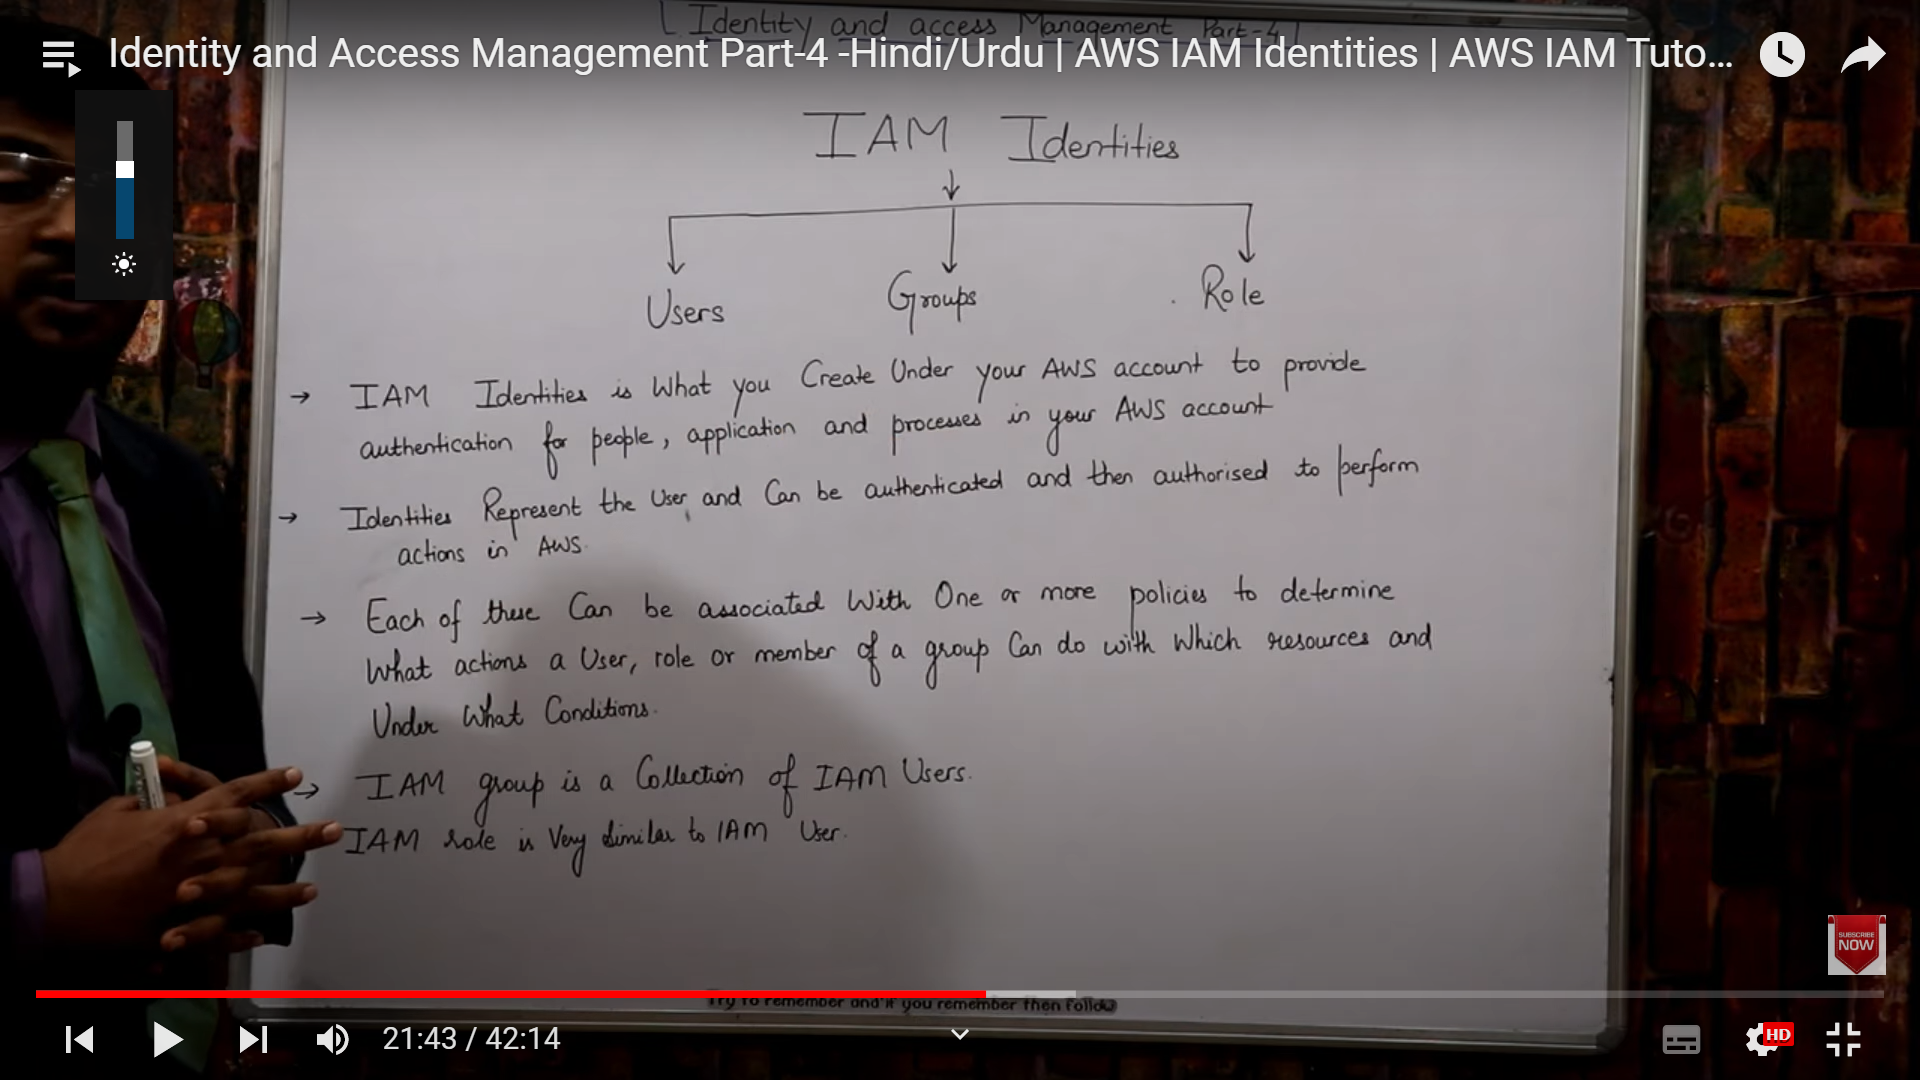 [ Identity and access Management Part-4 ]
Identity and Access Management Part-4 -Hindi/Urdu | AWS IAM Identities | AWS IAM Tuto...
IAM Identities
Users Groups Role
→ IAM Identities is What you Create Under your AWS account to provide
authentication for people, application and processes in your AWS account
→ Identities Represent the User, and Can be authenticated and then authorised to perform
actions in AWS.
→ Each of these Can be associated With One or more policies to determine
What actions a User, role or member of a group Can do with Which resources and
Under What Conditions.
→ IAM group is a Collection of IAM Users.
IAM role is Very Similar to IAM User.
SUBSCRIBE
NOW
Try to remember and if you remember then follow
21:43 / 42:14
HD